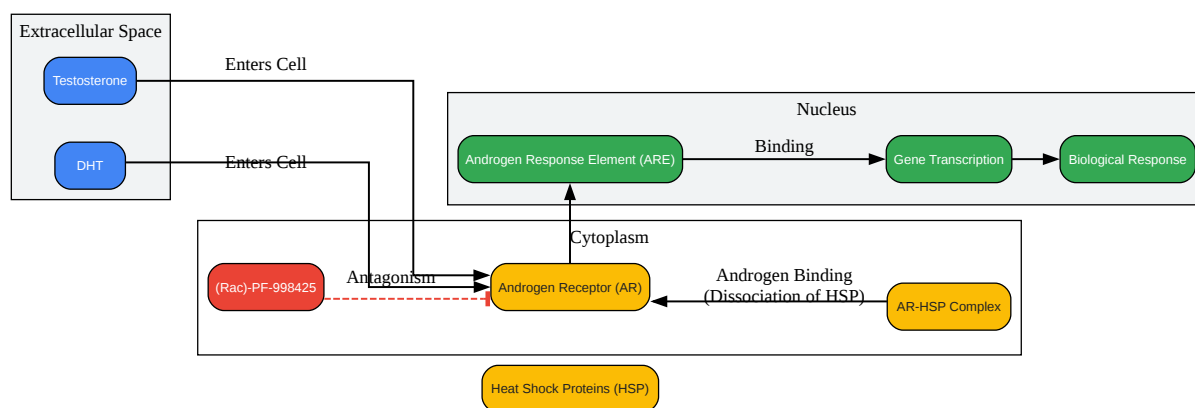 Extracellular Space
Testosterone
Enters Cell
DHT
Enters Cell
Nucleus
Androgen Response Element (ARE)
Binding
Gene Transcription
Biological Response
Cytoplasm
(Rac)-PF-998425
Antagonism
Androgen Receptor (AR)
Androgen Binding
(Dissociation of HSP)
AR-HSP Complex
Heat Shock Proteins (HSP)